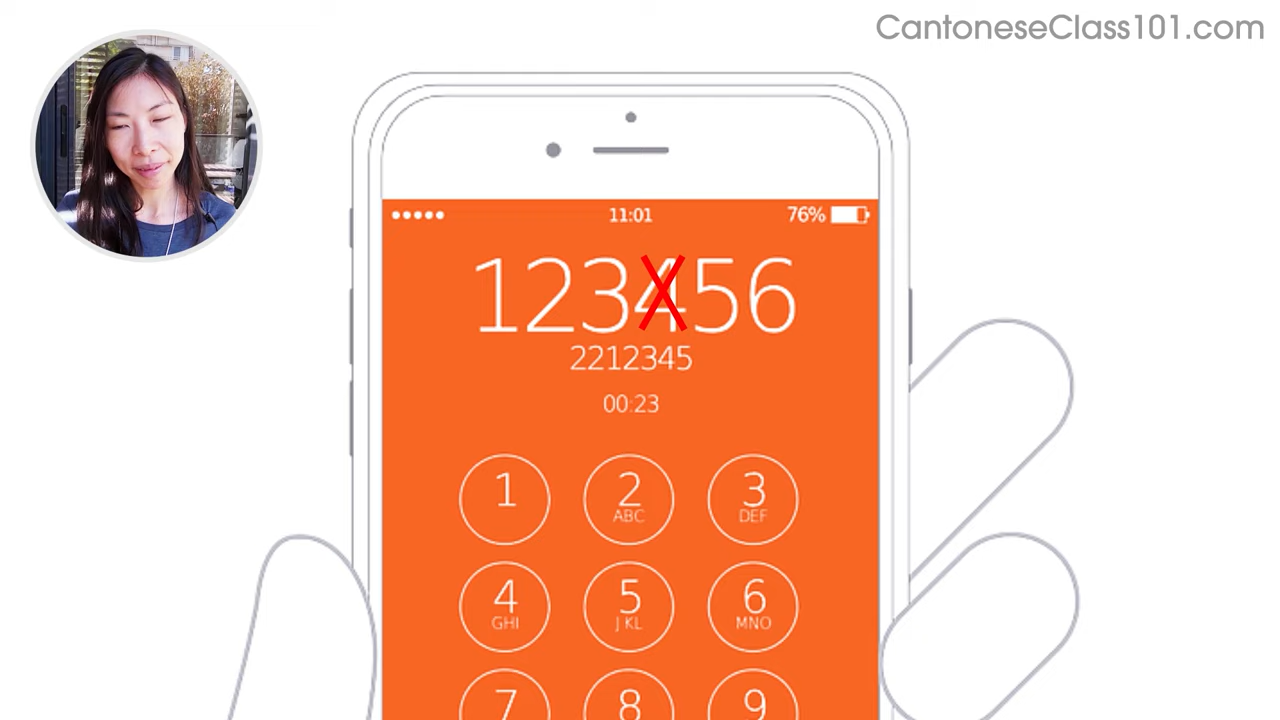 CantoneseClass101.com
11:01 76%
123456
2212345
00:23
1 2 3
ABC DEF
4 5 6
GHI JKL MNO
7 8 9